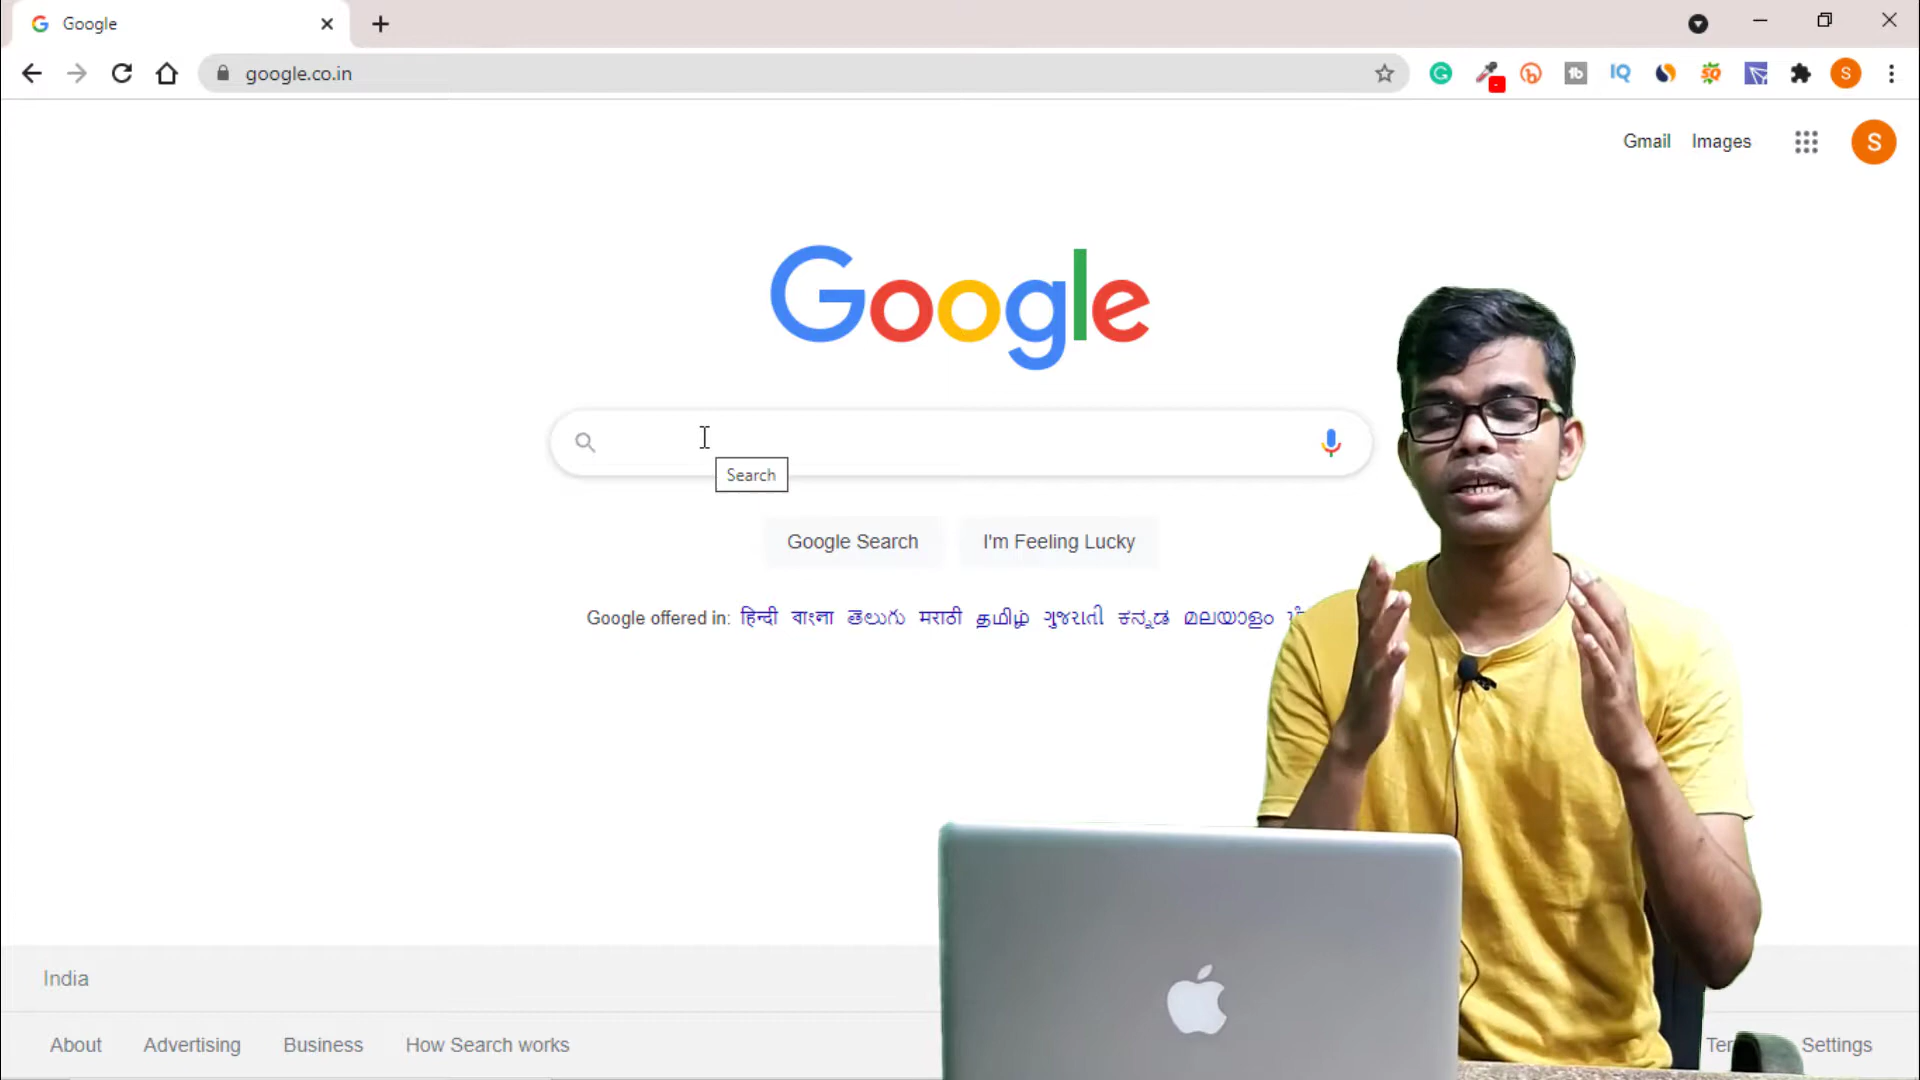 Google
google.co.in
S
Gmail Images
S
Google
Search
Google Search I'm Feeling Lucky
Google offered in: हिन्दी বাংলা తెలుగు मराठी தமிழ் ગુજરાતી ಕನ್ನಡ മലയാളം
India
About Advertising Business How Search works
Settings